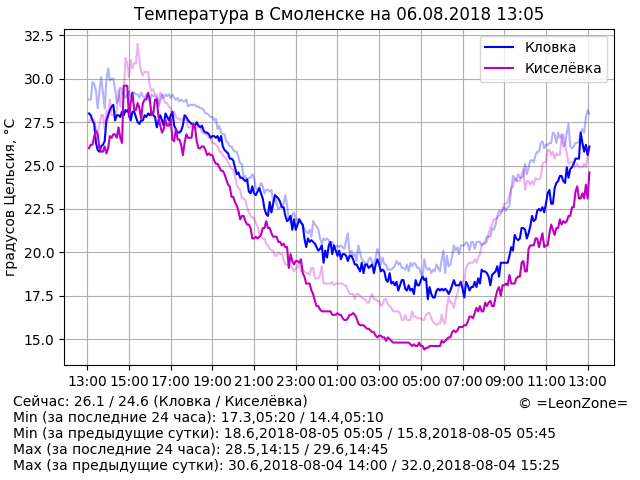 Температура в Смоленске на 06.08.2018 13:05
градусов Цельсия, °C
32.5
30.0
27.5
25.0
22.5
20.0
17.5
15.0
Кловка
Киселёвка
13:00 15:00 17:00 19:00 21:00 23:00 01:00 03:00 05:00 07:00 09:00 11:00 13:00
Сейчас: 26.1 / 24.6 (Кловка / Киселёвка)
© =LeonZone=
Min (за последние 24 часа): 17.3,05:20 / 14.4,05:10
Min (за предыдущие сутки): 18.6,2018-08-05 05:05 / 15.8,2018-08-05 05:45
Max (за последние 24 часа): 28.5,14:15 / 29.6,14:45
Max (за предыдущие сутки): 30.6,2018-08-04 14:00 / 32.0,2018-08-04 15:25